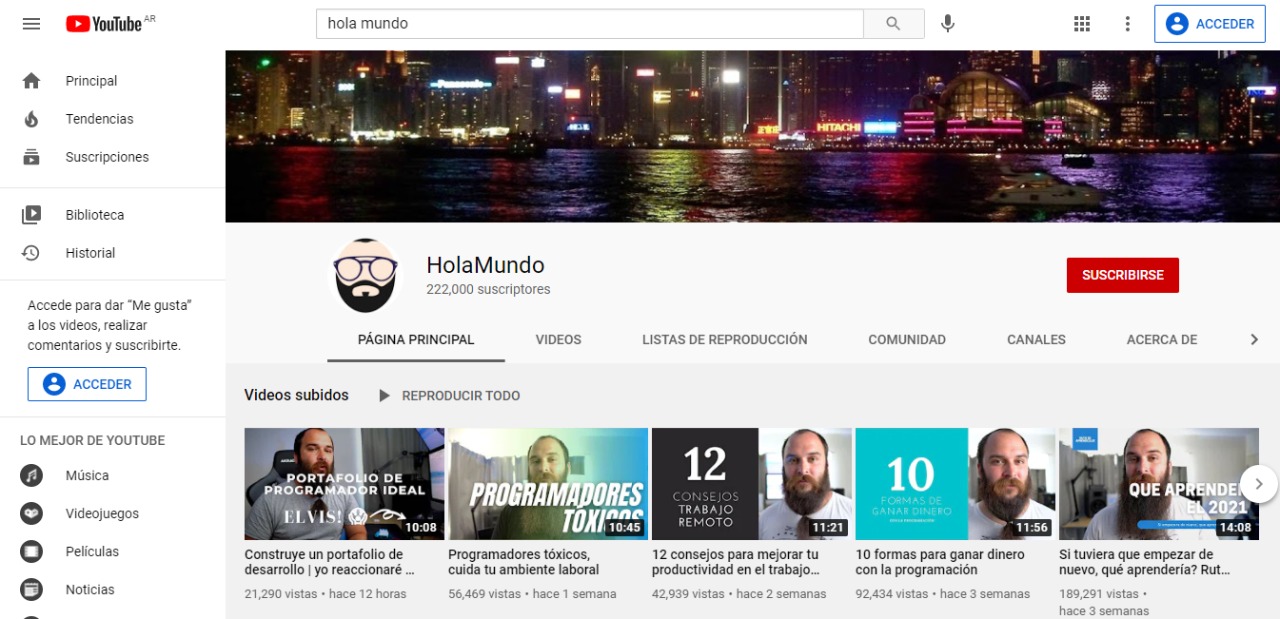 YouTube AR
hola mundo
ACCEDER
Principal
Tendencias
Suscripciones
Biblioteca
Historial
Accede para dar “Me gusta”
a los videos, realizar
comentarios y suscribirte.
ACCEDER
LO MEJOR DE YOUTUBE
Música
Videojuegos
Películas
Noticias
Panasonic
HITACHI
HolaMundo
222,000 suscriptores
SUSCRIBIRSE
PÁGINA PRINCIPAL
VIDEOS
LISTAS DE REPRODUCCIÓN
COMUNIDAD
CANALES
ACERCA DE
Videos subidos
REPRODUCIR TODO
PORTAFOLIO DE
PROGRAMADOR IDEAL
ELVIS!
10:08
Construye un portafolio de
desarrollo | yo reaccionaré ...
21,290 vistas • hace 12 horas
PROGRAMADORES
TÓXICOS
10:45
Programadores tóxicos,
cuida tu ambiente laboral
56,469 vistas • hace 1 semana
12
CONSEJOS
TRABAJO
REMOTO
11:21
12 consejos para mejorar tu
productividad en el trabajo...
42,939 vistas • hace 2 semanas
10
FORMAS DE
GANAR DINERO
11:56
10 formas para ganar dinero
con la programación
92,434 vistas • hace 3 semanas
QUE APRENDER
EL 2021
14:08
Si tuviera que empezar de
nuevo, qué aprendería? Rut...
189,291 vistas •
hace 3 semanas